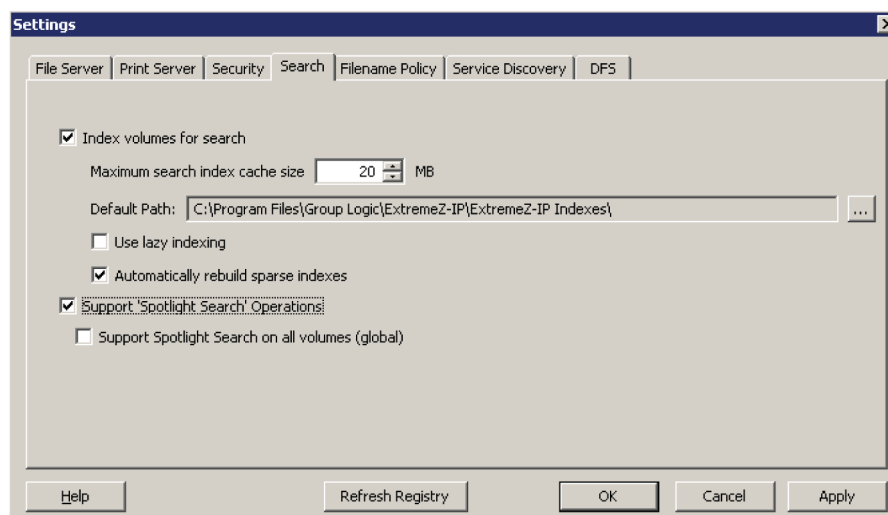 Settings
File Server Print Server Security Search Filename Policy Service Discovery DFS
Index volumes for search
Maximum search index cache size 20 MB
Default Path: C:\Program Files\Group Logic\ExtremeZ-IP\ExtremeZ-IP Indexes\ ...
Use lazy indexing
Automatically rebuild sparse indexes
Support 'Spotlight Search' Operations
Support Spotlight Search on all volumes (global)
Help Refresh Registry OK Cancel Apply